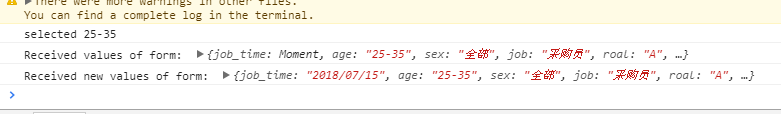 ▶There were more warnings in other files.
You can find a complete log in the terminal.
selected 25-35
Received values of form: ▶{job_time: Moment, age: "25-35", sex: "全部", job: "采购员", roal: "A", …}
Received new values of form: ▶{job_time: "2018/07/15", age: "25-35", sex: "全部", job: "采购员", roal: "A", …}
>